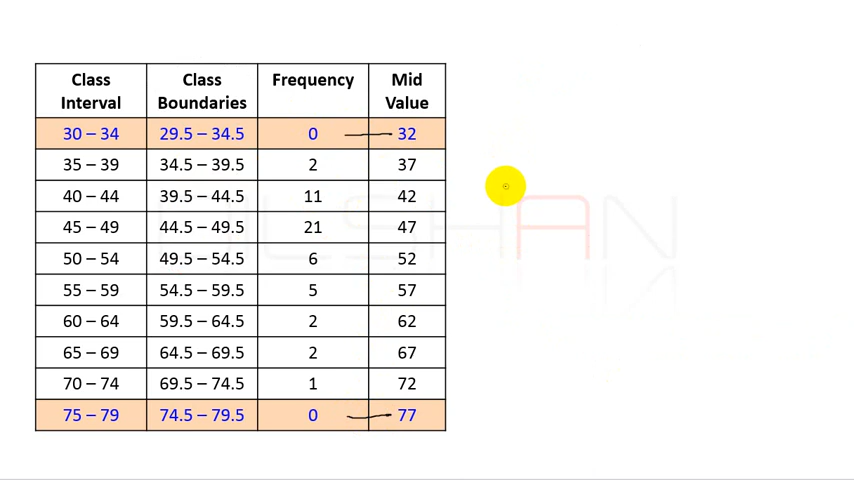 Class Interval Class Boundaries Frequency Mid Value
30 – 34 29.5 – 34.5 0 32
35 – 39 34.5 – 39.5 2 37
40 – 44 39.5 – 44.5 11 42
45 – 49 44.5 – 49.5 21 47
50 – 54 49.5 – 54.5 6 52
55 – 59 54.5 – 59.5 5 57
60 – 64 59.5 – 64.5 2 62
65 – 69 64.5 – 69.5 2 67
70 – 74 69.5 – 74.5 1 72
75 – 79 74.5 – 79.5 0 77